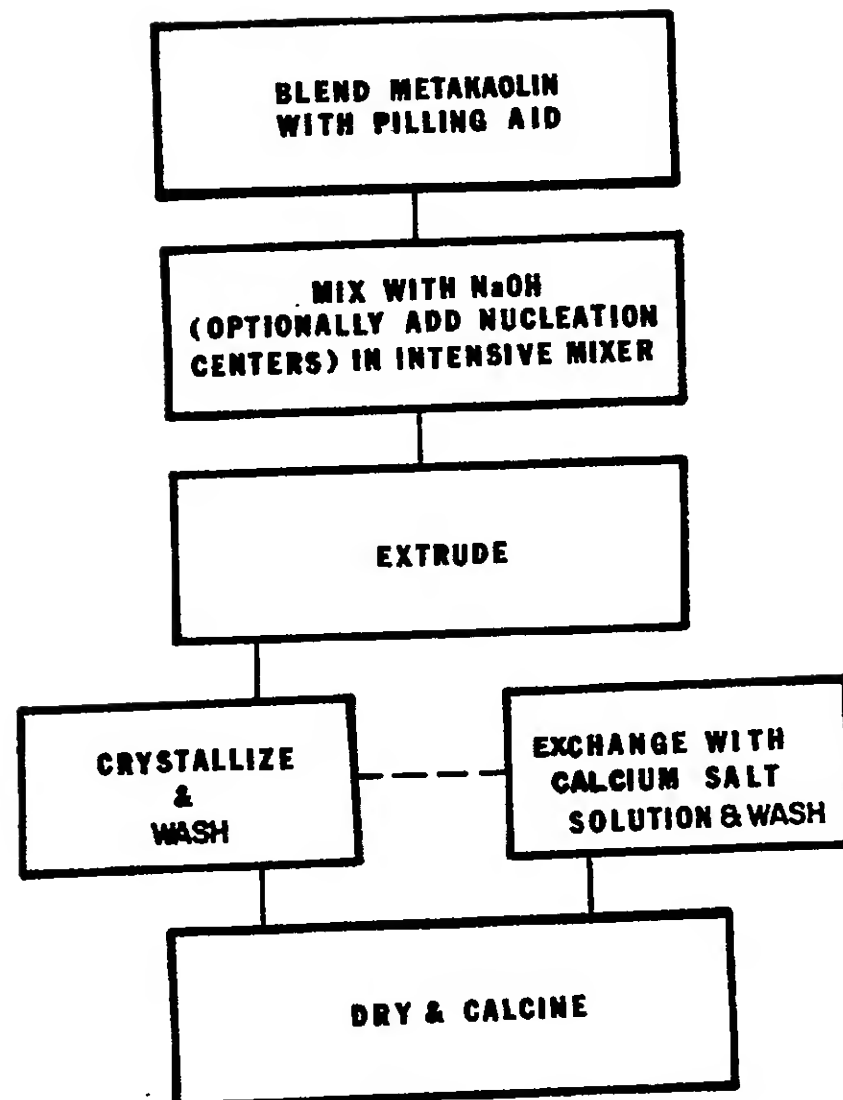 BLEND METAKAOLIN
WITH PILLING AID
MIX WITH NaOH
(OPTIONALLY ADD NUCLEATION
CENTERS) IN INTENSIVE MIXER
EXTRUDE
CRYSTALLIZE
&
WASH
EXCHANGE WITH
CALCIUM SALT
SOLUTION & WASH
DRY & CALCINE